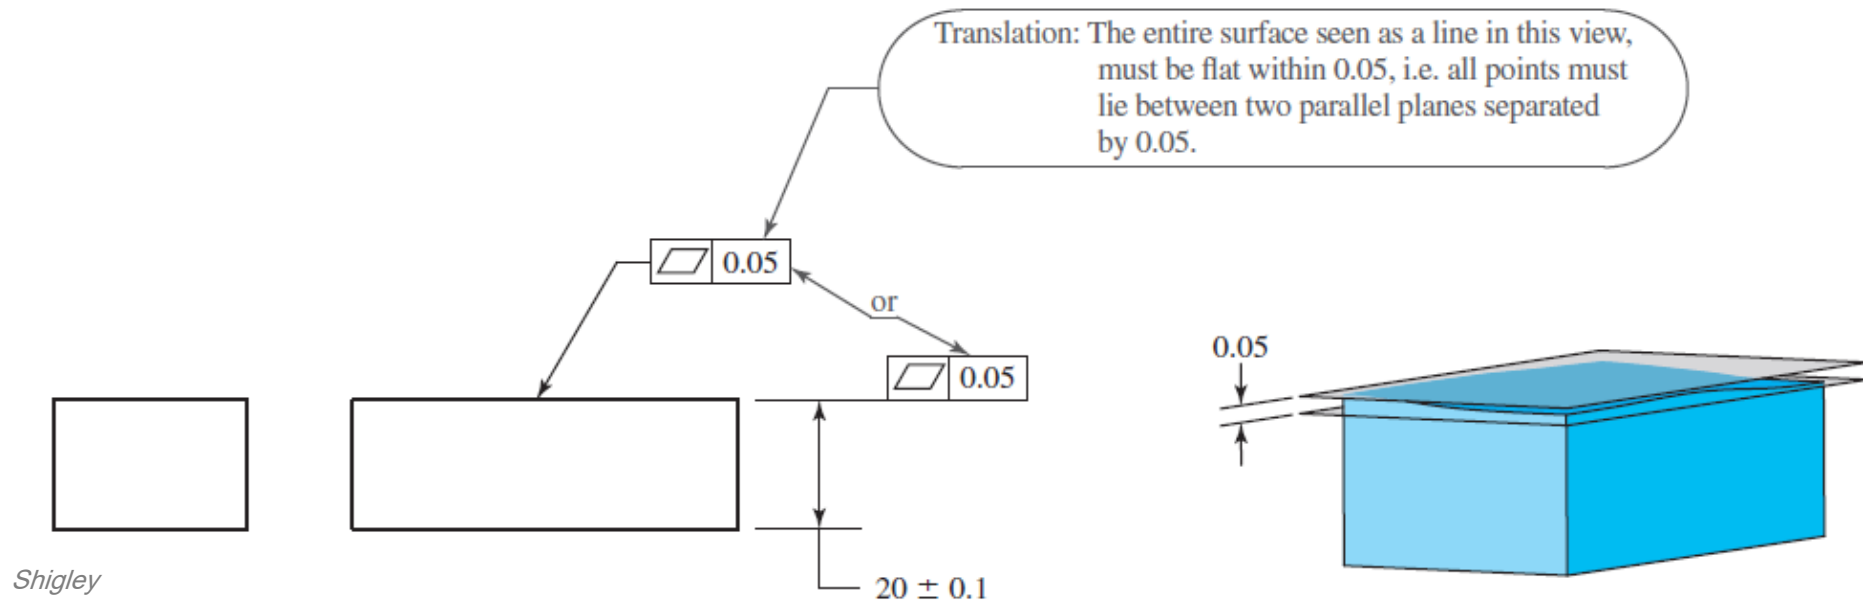 Translation: The entire surface seen as a line in this view,
must be flat within 0.05, i.e. all points must
lie between two parallel planes separated
by 0.05.
0.05
or
0.05
0.05
20 ± 0.1
Shigley